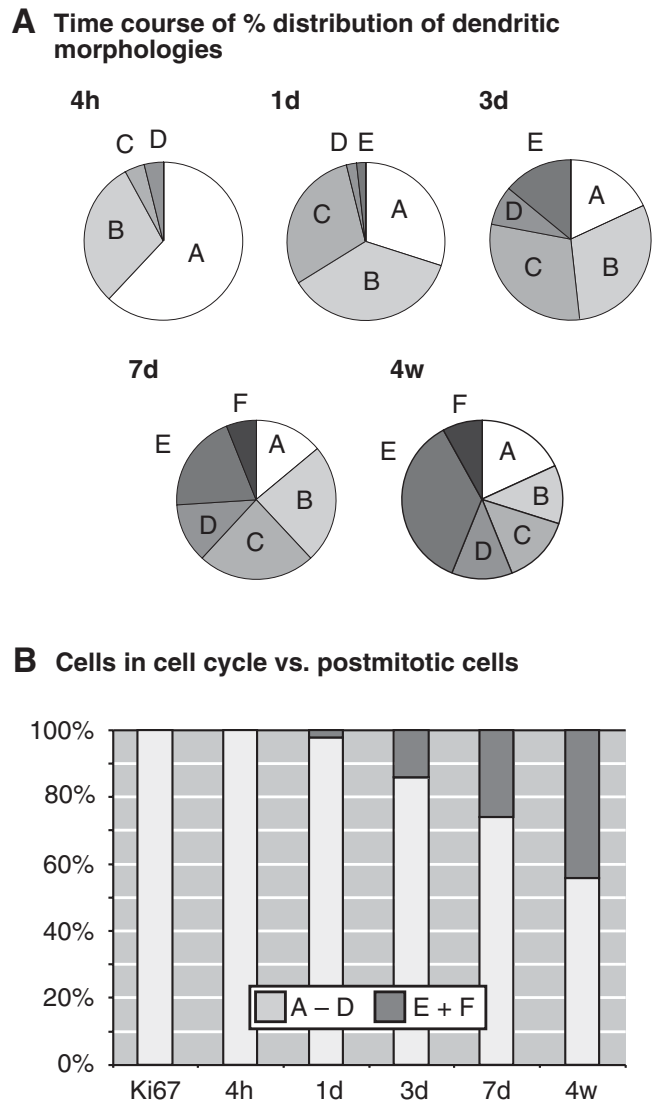 A Time course of % distribution of dendritic
morphologies
4h
1d
3d
C D
B
A
D E
C
A
B
E
A
D
C
B
7d
4w
F
E
A
B
D
C
F
E
A
B
C
D
B Cells in cell cycle vs. postmitotic cells
100%
80%
60%
40%
20%
0%
A – D E + F
Ki67 4h 1d 3d 7d 4w